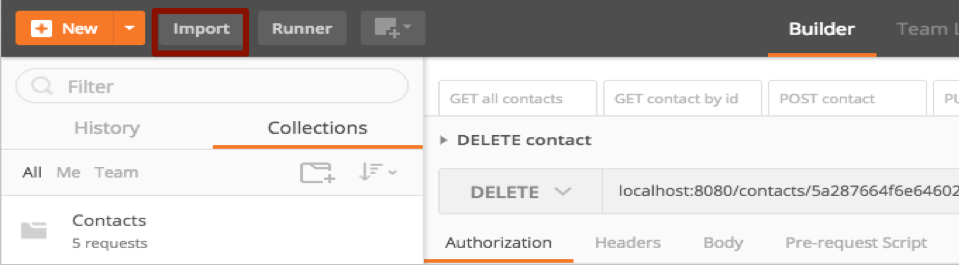 New Import Runner Builder Team
Filter
GET all contacts GET contact by id POST contact
History Collections
DELETE contact
All Me Team
DELETE localhost:8080/contacts/5a287664f6e64602
Contacts
5 requests
Authorization Headers Body Pre-request Script